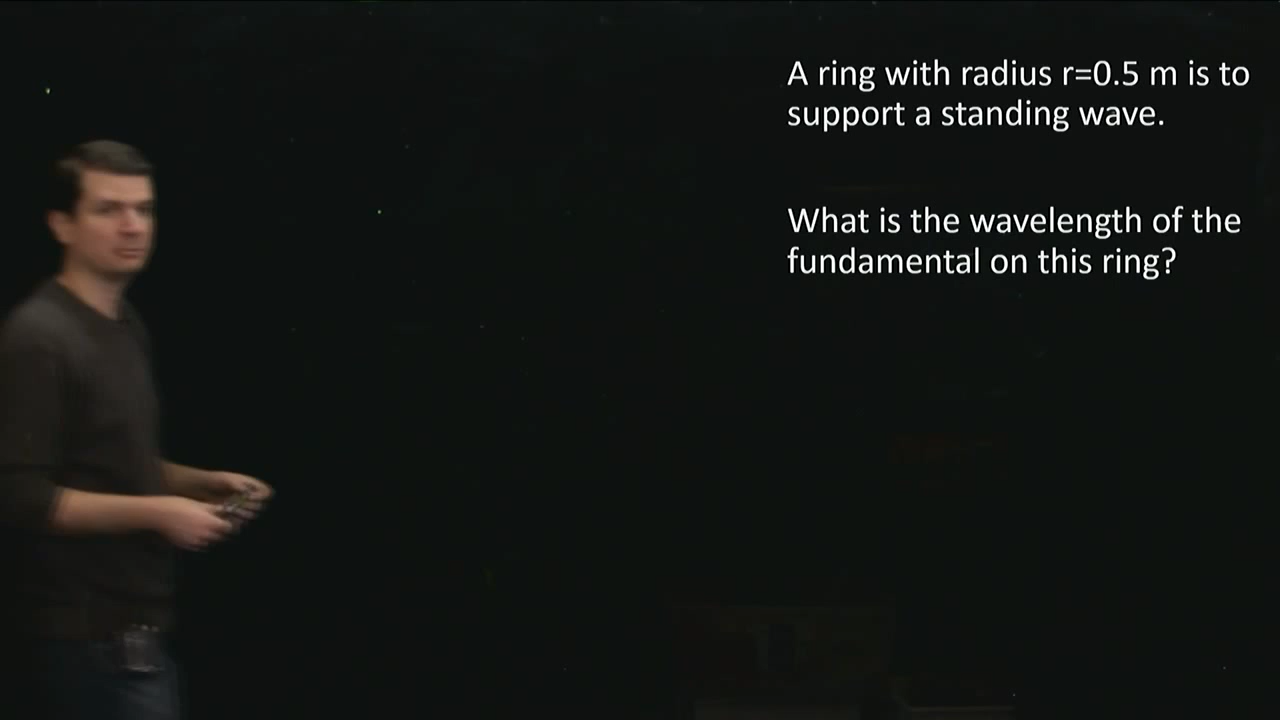 A ring with radius r=0.5 m is to
support a standing wave.
What is the wavelength of the
fundamental on this ring?